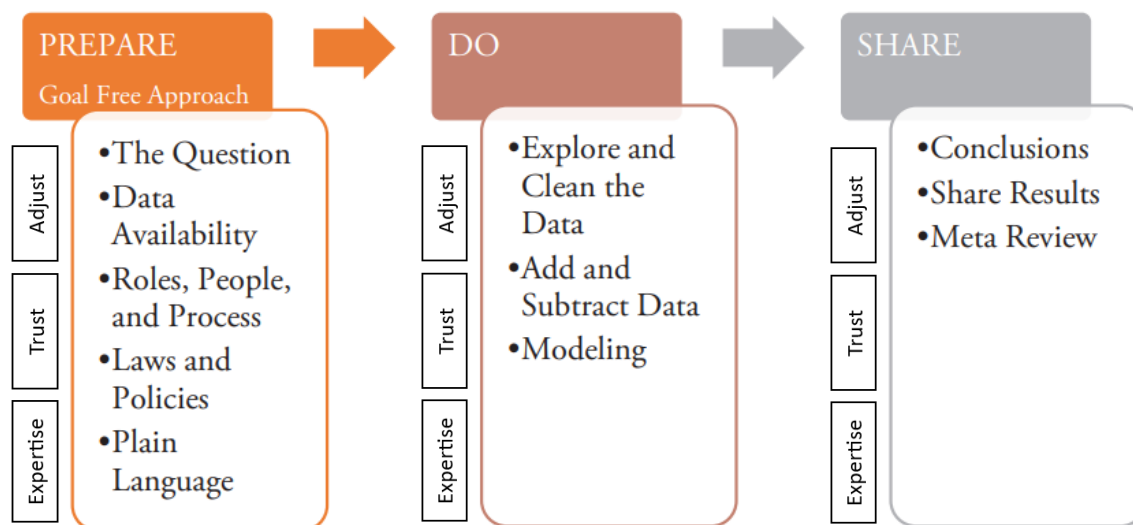 PREPARE
Goal Free Approach
Adjust
Trust
Expertise
•The Question
•Data
Availability
•Roles, People,
and Process
•Laws and
Policies
•Plain
Language
DO
Adjust
Trust
Expertise
•Explore and
Clean the
Data
•Add and
Subtract Data
•Modeling
SHARE
Adjust
Trust
Expertise
•Conclusions
•Share Results
•Meta Review